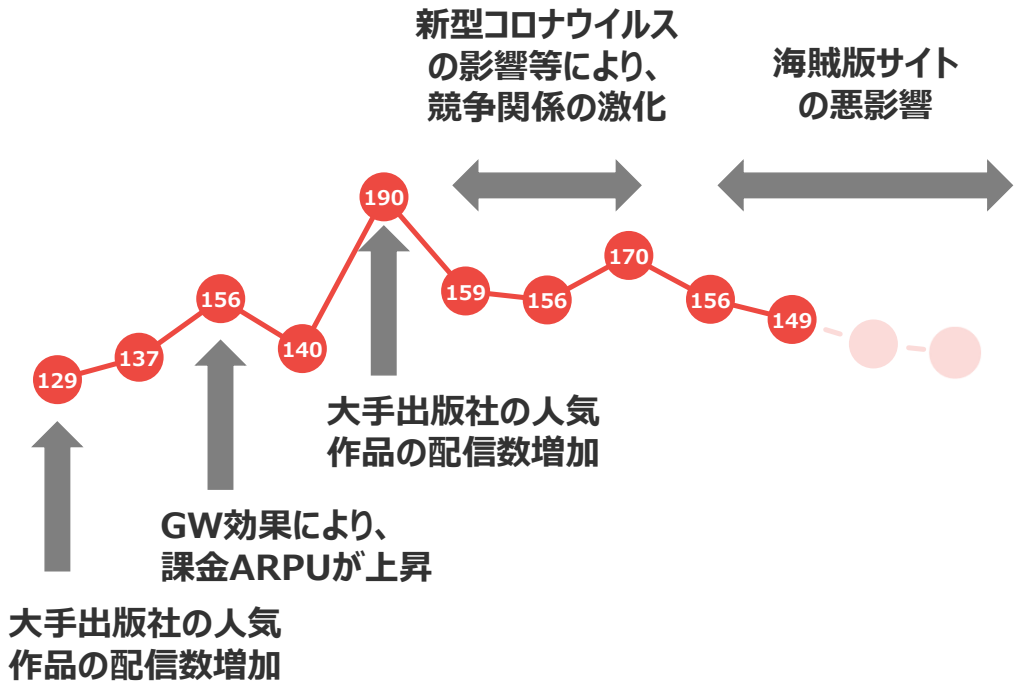 新型コロナウイルス
の影響等により、
競争関係の激化
海賊版サイト
の悪影響
129
137
156
140
190
159
156
170
156
149
大手出版社の人気
作品の配信数増加
GW効果により、
課金ARPUが上昇
大手出版社の人気
作品の配信数増加